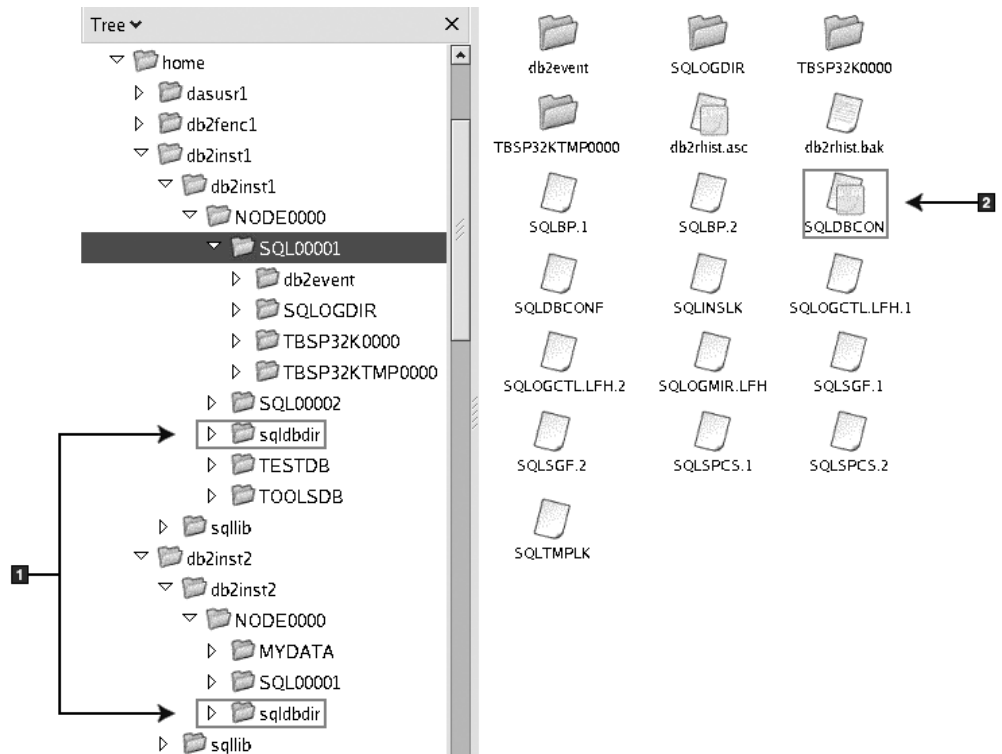 Tree
home
dasusr1
db2fenc1
db2inst1
db2inst1
NODE0000
SQL00001
db2event
SQLOGDIR
TBSP32K0000
TBSP32KTMP0000
SQL00002
sqldbdir
TESTDB
TOOLSDB
sqllib
db2inst2
db2inst2
NODE0000
MYDATA
SQL00001
sqldbdir
sqllib
1
db2event SQLOGDIR TBSP32K0000
TBSP32KTMP0000 db2rhist.asc db2rhist.bak
SQLBP.1 SQLBP.2 SQLDBCON
2
SQLDBCONF SQLINSLK SQLOGCTL.LFH.1
SQLOGCTL.LFH.2 SQLOGMIR.LFH SQLSGF.1
SQLSGF.2 SQLSPCS.1 SQLSPCS.2
SQLTMPLK